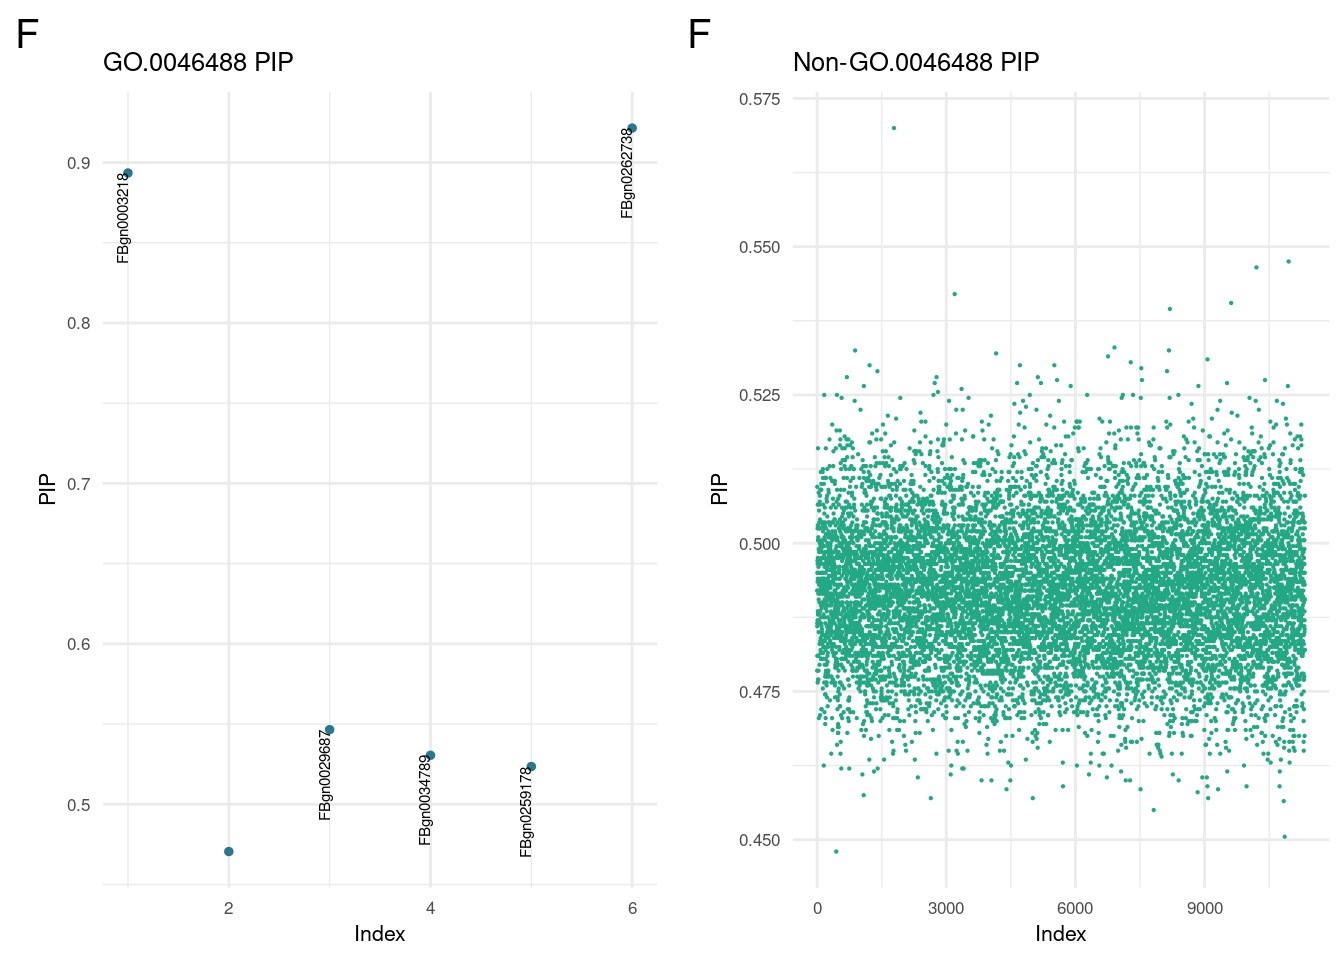 F
GO.0046488 PIP
PIP
0.9
0.8
0.7
0.6
0.5
FBgn0003218
FBgn0029687
FBgn0034789
FBgn0259178
FBgn0262738
2
4
6
Index
F
Non-GO.0046488 PIP
PIP
0.575
0.550
0.525
0.500
0.475
0.450
0
3000
6000
9000
Index